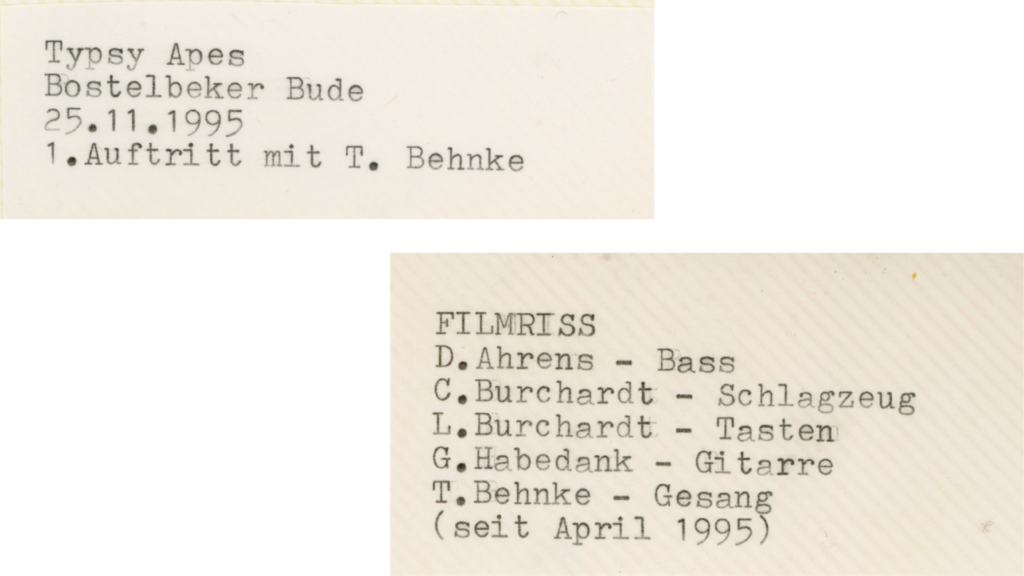 Typsy Apes
Bostelbeker Bude
25.11.1995
1.Auftritt mit T. Behnke
FILMRISS
D.Ahrens - Bass
C.Burchardt - Schlagzeug
L.Burchardt - Tasten
G.Habedank - Gitarre
T.Behnke - Gesang
(seit April 1995)